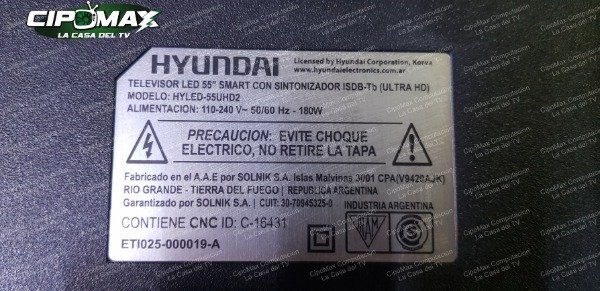 CIPOMAX
LA CASA DEL TV
HYUNDAI
Licensed by Hyundai Corporation, Korva
www.hyundaielectronics.com
TELEVISOR LED 55" SMART CON SINTONIZADOR ISDB-Tb (ULTRA HD)
MODELO: HYLED-55UHD2
ALIMENTACION: 110-240 V~ 50/60 Hz - 180W
PRECAUCION: EVITE CHOQUE
ELECTRICO, NO RETIRE LA TAPA
Fabricado en el A.A.E por SOLNIK S.A. Islas Malvinas 3001 CPA(V9420AJK)
RIO GRANDE - TIERRA DEL FUEGO | REPUBLICA ARGENTINA
Garantizado por SOLNIK S.A. | CUIT: 30-70945325-0
INDUSTRIA ARGENTINA
CONTIENE CNC ID: C-16431
IRAM
ETI025-000019-A